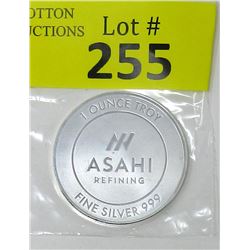 OTTON
UCTIONS
Lot #
255
1 OUNCE TROY
ASAHI
REFINING
FINE SILVER 999